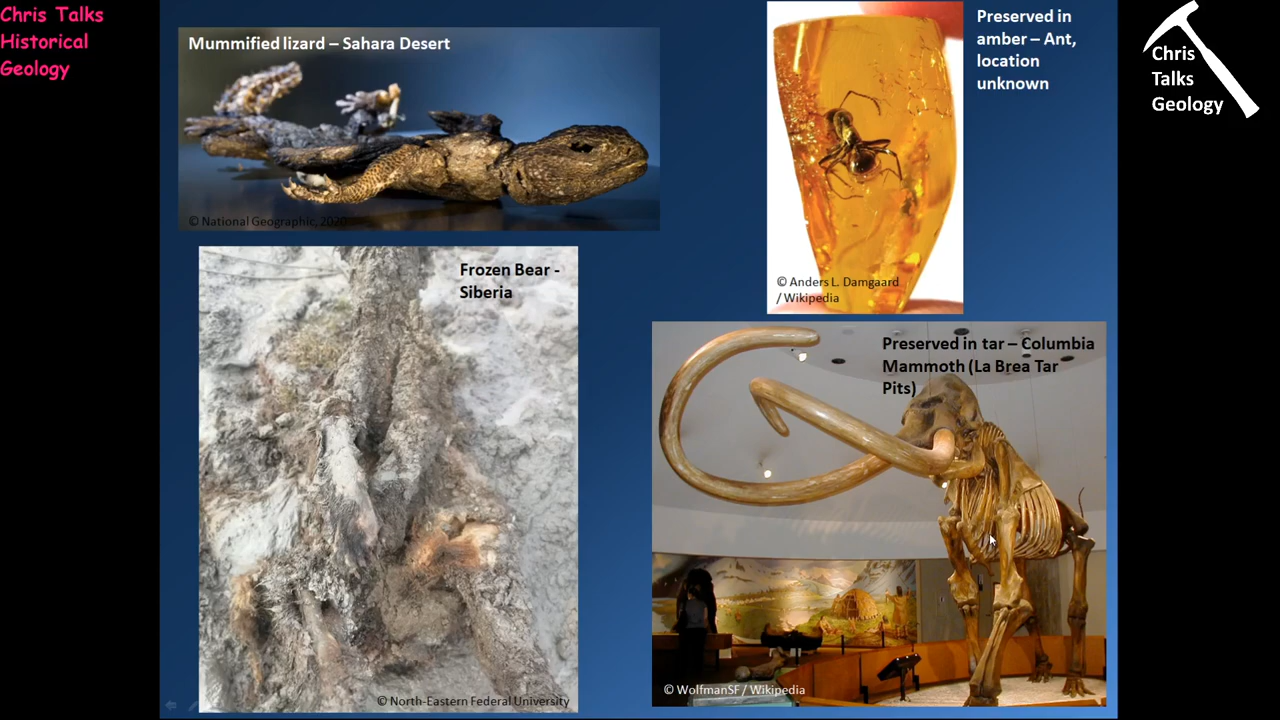 Chris Talks
Historical
Geology
Mummified lizard – Sahara Desert
© National Geographic, 2020
Preserved in
amber – Ant,
location
unknown
© Anders L. Damgaard
/ Wikipedia
Chris
Talks
Geology
Frozen Bear -
Siberia
© North-Eastern Federal University
Preserved in tar – Columbia
Mammoth (La Brea Tar
Pits)
© WolfmanSF / Wikipedia